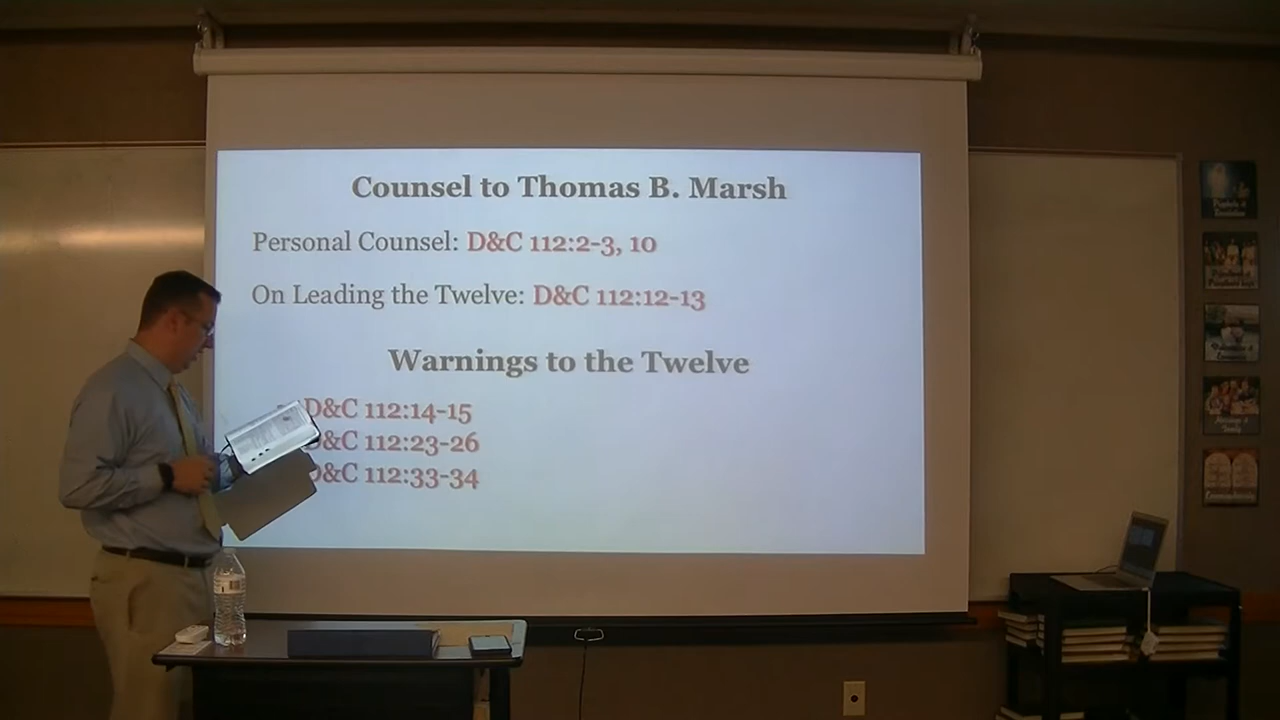 Counsel to Thomas B. Marsh
Personal Counsel: D&C 112:2-3, 10
On Leading the Twelve: D&C 112:12-13
Warnings to the Twelve
D&C 112:14-15
D&C 112:23-26
D&C 112:33-34